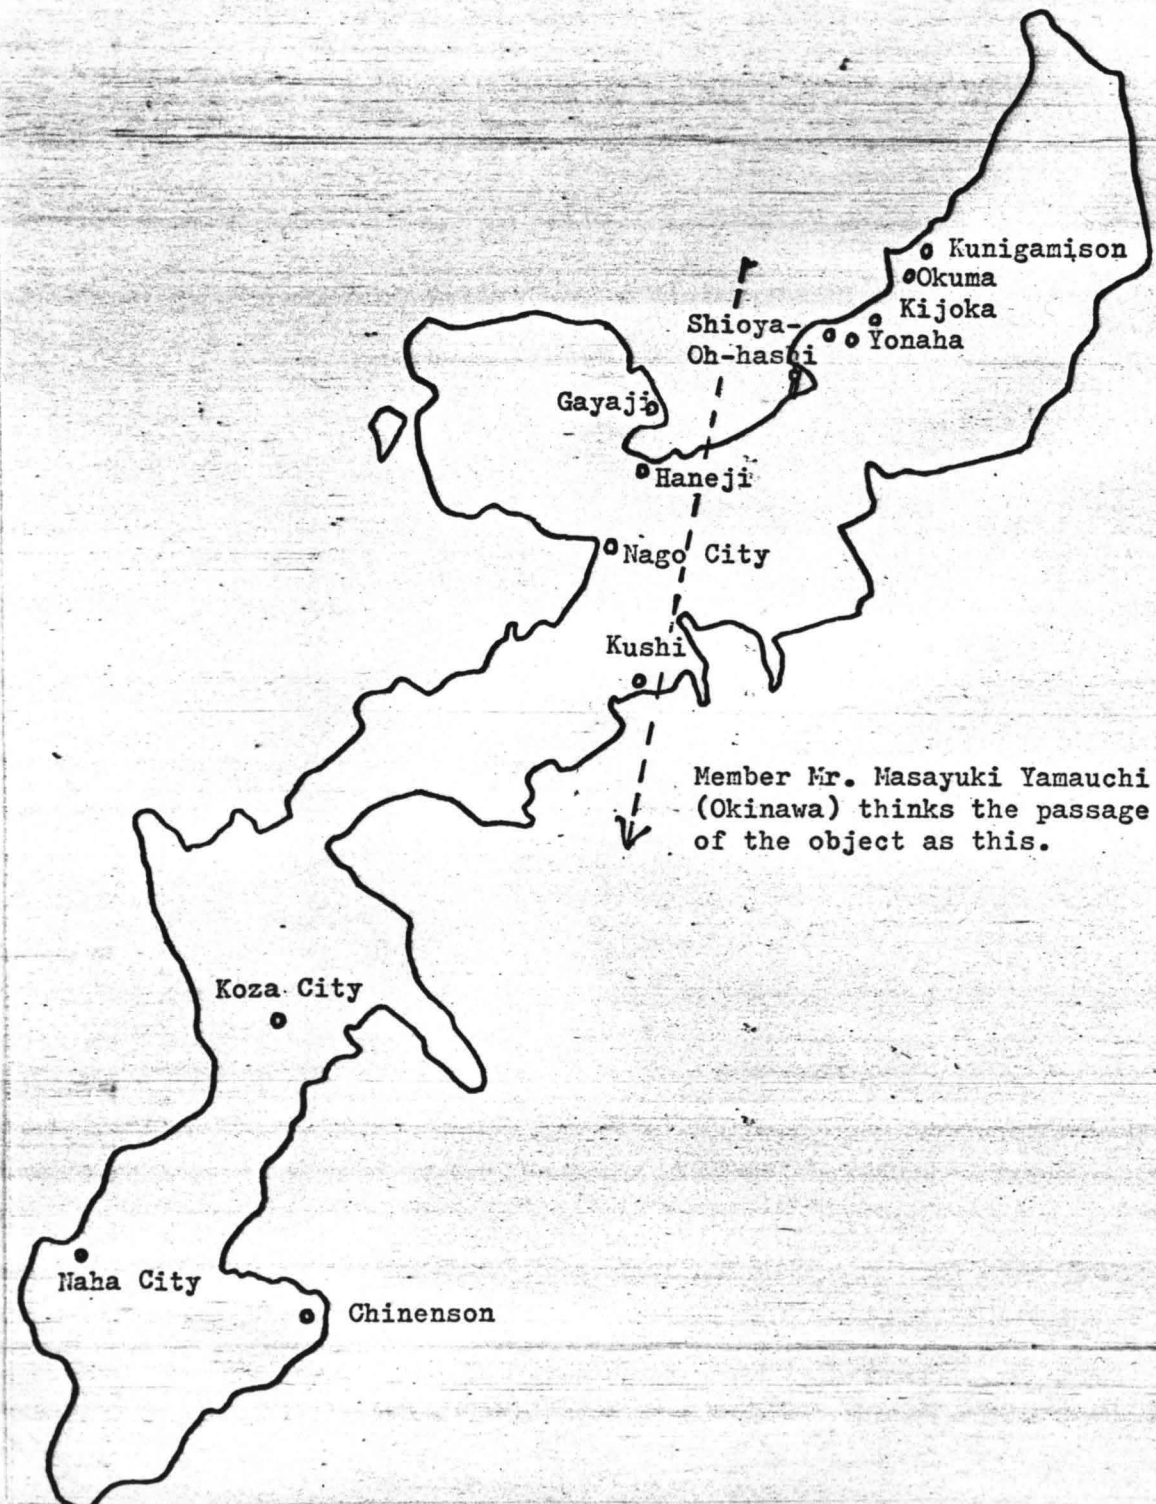 Kunigamison
Okuma
Kijoka
Yonaha
Shioya-
Oh-hashi
Gayaji
Haneji
Nago City
Kushi
Member Mr. Masayuki Yamauchi
(Okinawa) thinks the passage
of the object as this.
Koza City
Naha City
Chinenson